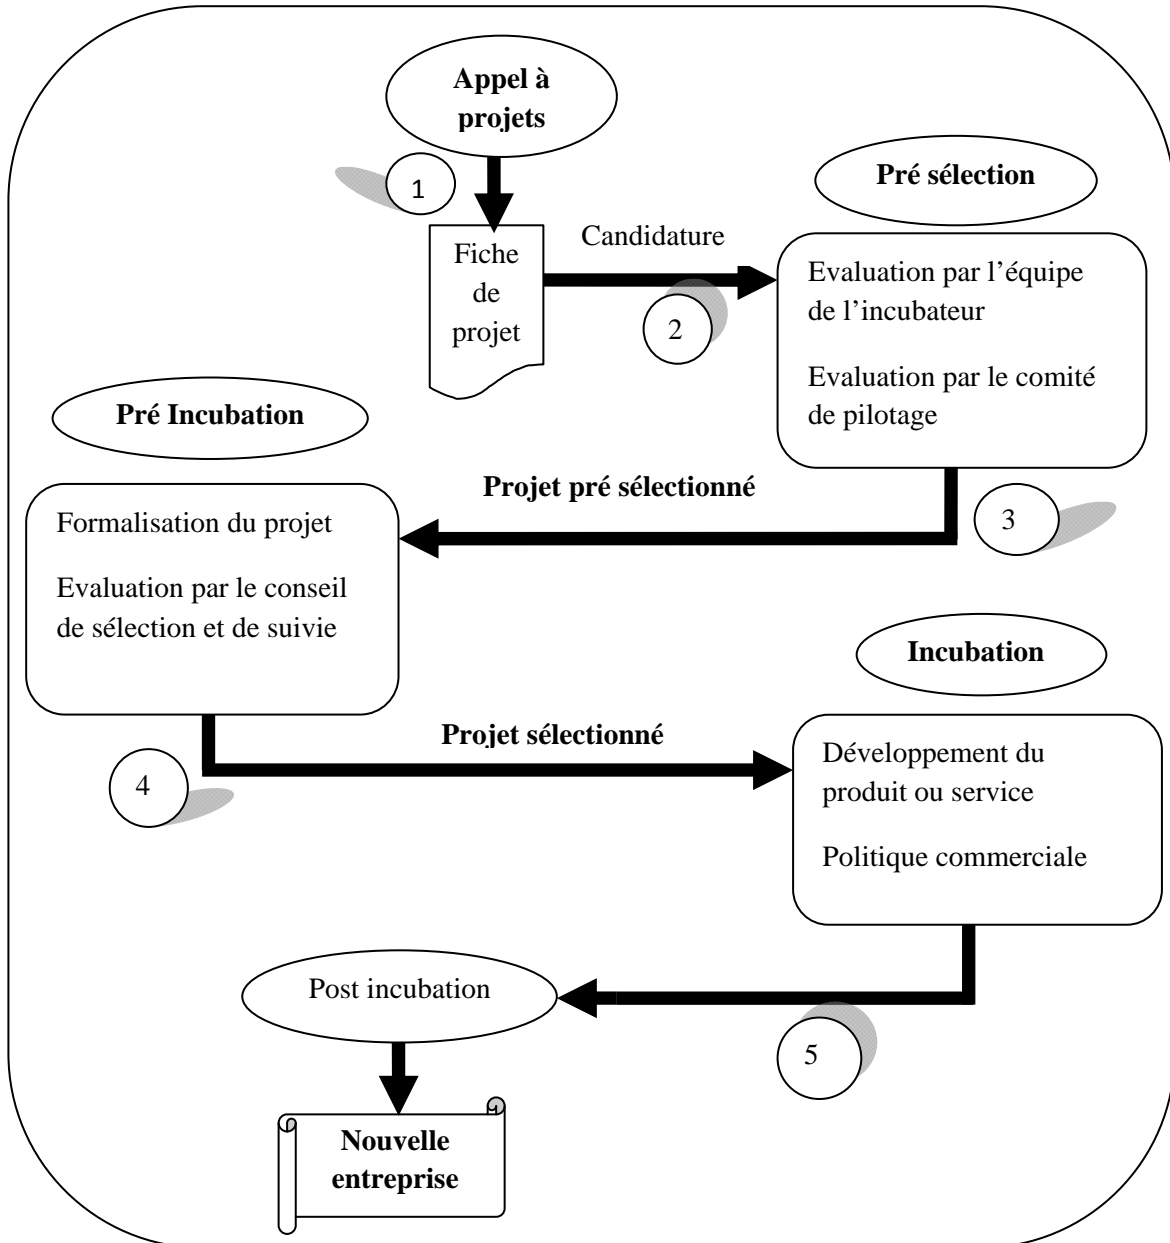 Appel à
projets
1
Fiche
de
projet
Candidature
2
Pré sélection
Evaluation par l’équipe
de l’incubateur
Evaluation par le comité
de pilotage
3
Projet pré sélectionné
Pré Incubation
Formalisation du projet
Evaluation par le conseil
de sélection et de suivie
4
Projet sélectionné
Incubation
Développement du
produit ou service
Politique commerciale
5
Post incubation
Nouvelle
entreprise